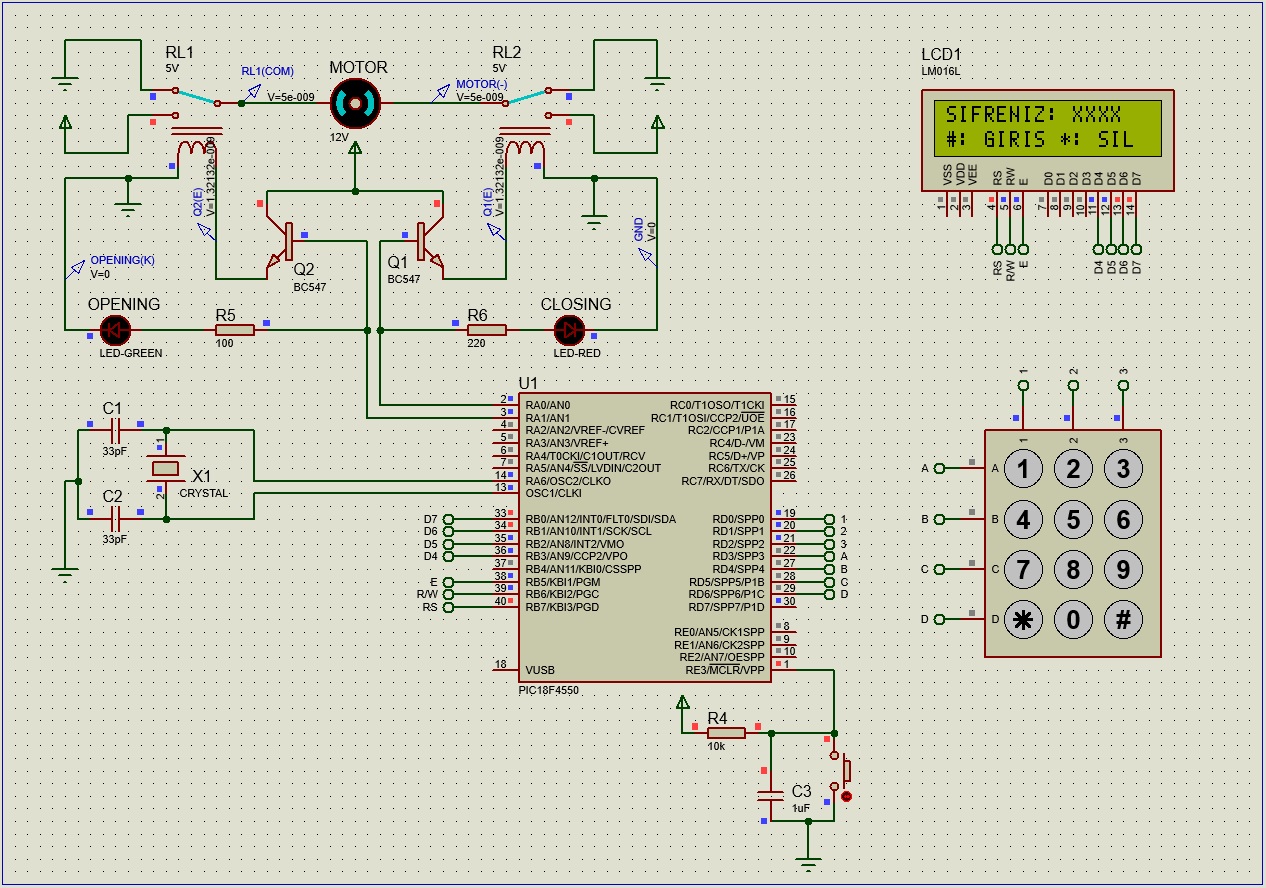 RL1
5V
RL1(COM)
V=5e-009
MOTOR
12V
MOTOR(-)
V=5e-009
RL2
5V
Q2(E)
V=1.32132e-009
Q1(E)
V=1.32132e-009
GND
V=0
OPENING(K)
V=0
Q2
BC547
Q1
BC547
OPENING
LED-GREEN
R5
100
R6
220
CLOSING
LED-RED
LCD1
LM016L
SIFRENIZ: XXXX
#: GIRIS *: SIL
VSS VDD VEE RS RW E D0 D1 D2 D3 D4 D5 D6 D7
1 2 3 4 5 6 7 8 9 10 11 12 13 14
RS R/W E D4 D5 D6 D7
C1
33pF
C2
33pF
1
X1
CRYSTAL
2
U1
2 RA0/AN0 RC0/T1OSO/T1CKI 15
3 RA1/AN1 RC1/T1OSI/CCP2/UOE 16
4 RA2/AN2/VREF-/CVREF RC2/CCP1/P1A 17
5 RA3/AN3/VREF+ RC4/D-/VM 23
6 RA4/T0CKI/C1OUT/RCV RC5/D+/VP 24
7 RA5/AN4/SS/LVDIN/C2OUT RC6/TX/CK 25
14 RA6/OSC2/CLKO RC7/RX/DT/SDO 26
13 OSC1/CLKI
D7 33 RB0/AN12/INT0/FLT0/SDI/SDA RD0/SPP0 19 1
D6 34 RB1/AN10/INT1/SCK/SCL RD1/SPP1 20 2
D5 35 RB2/AN8/INT2/VMO RD2/SPP2 21 3
D4 36 RB3/AN9/CCP2/VPO RD3/SPP3 22 A
37 RB4/AN11/KBI0/CSSPP RD4/SPP4 27 B
E 38 RB5/KBI1/PGM RD5/SPP5/P1B 28 C
R/W 39 RB6/KBI2/PGC RD6/SPP6/P1C 29 D
RS 40 RB7/KBI3/PGD RD7/SPP7/P1D 30
RE0/AN5/CK1SPP 8
RE1/AN6/CK2SPP 9
RE2/AN7/OESPP 10
18 VUSB RE3/MCLR/VPP 1
PIC18F4550
R4
10k
C3
1uF
1 2 3
1 2 3
A A 1 2 3
B B 4 5 6
C C 7 8 9
D D * 0 #